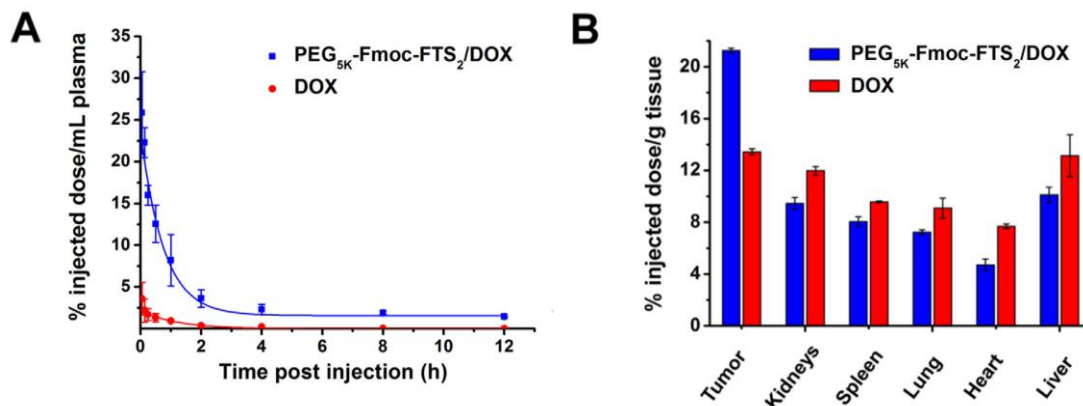 A
% injected dose/mL plasma
35
30
25
20
15
10
5
0
2
4
6
8
10
12
Time post injection (h)
PEG5K-Fmoc-FTS2/DOX
DOX
B
% injected dose/g tissue
20
16
12
8
4
0
PEG5K-Fmoc-FTS2/DOX
DOX
Tumor
Kidneys
Spleen
Lung
Heart
Liver